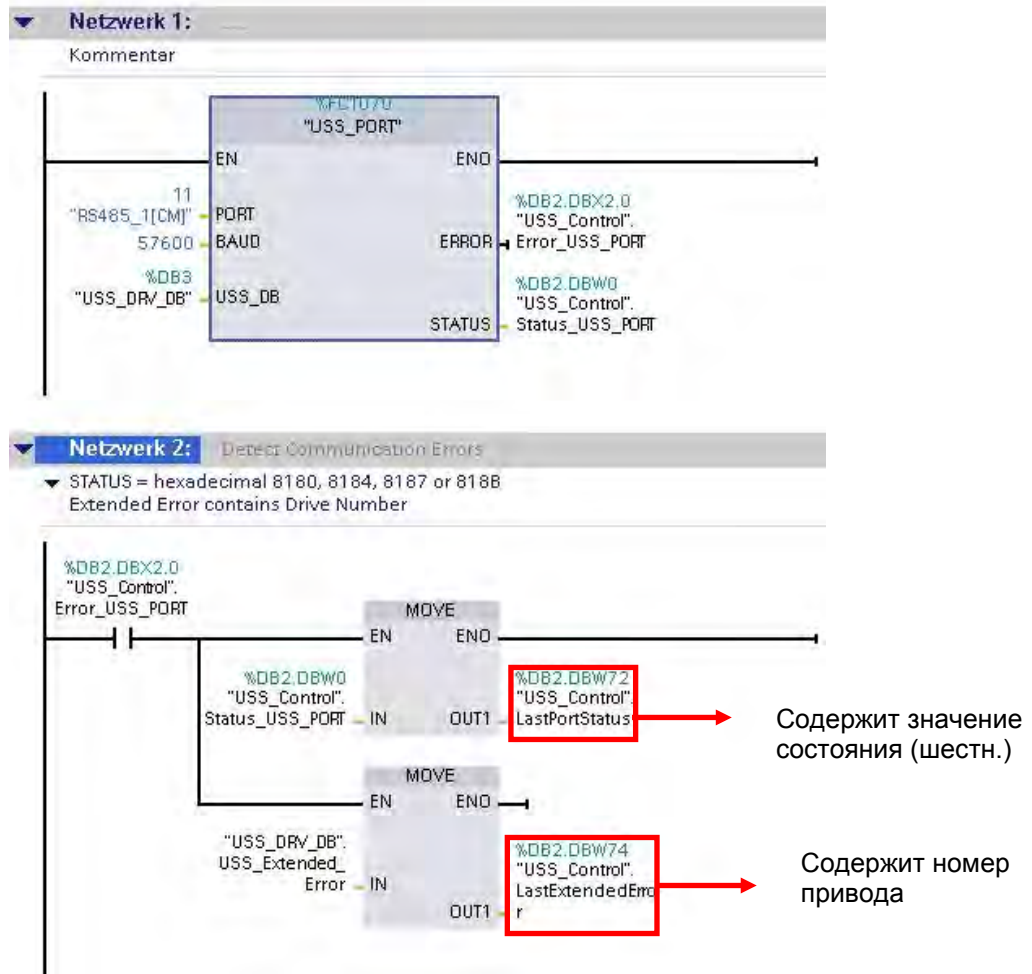 Netzwerk 1:
Kommentar
%FC1070
"USS_PORT"
EN ENO
11
"RS485_1[CM]" PORT
57600 BAUD
%DB3
"USS_DRV_DB" USS_DB
ERROR
%DB2.DBX2.0
"USS_Control".
Error_USS_PORT
STATUS
%DB2.DBW0
"USS_Control".
Status_USS_PORT
Netzwerk 2: Detect Communication Errors
STATUS = hexadecimal 8180, 8184, 8187 or 818B
Extended Error contains Drive Number
%DB2.DBX2.0
"USS_Control".
Error_USS_PORT
MOVE
EN ENO
%DB2.DBW0
"USS_Control".
Status_USS_PORT IN
OUT1
%DB2.DBW72
"USS_Control".
LastPortStatus
Содержит значение
состояния (шестн.)
MOVE
EN ENO
"USS_DRV_DB".
USS_Extended_
Error IN
OUT1
%DB2.DBW74
"USS_Control".
LastExtendedErro
r
Содержит номер
привода